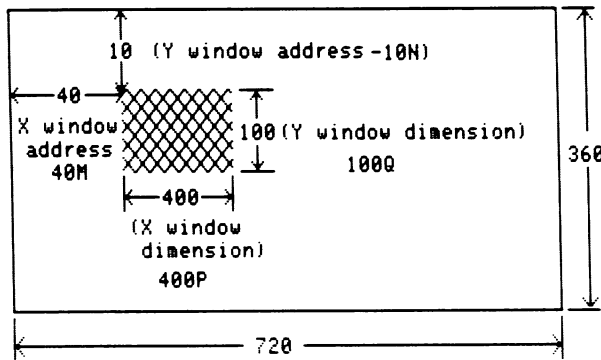 10 (Y window address -10N)
40
X window
address
40M
100 (Y window dimension)
100Q
360
400
(X window
dimension)
400P
720